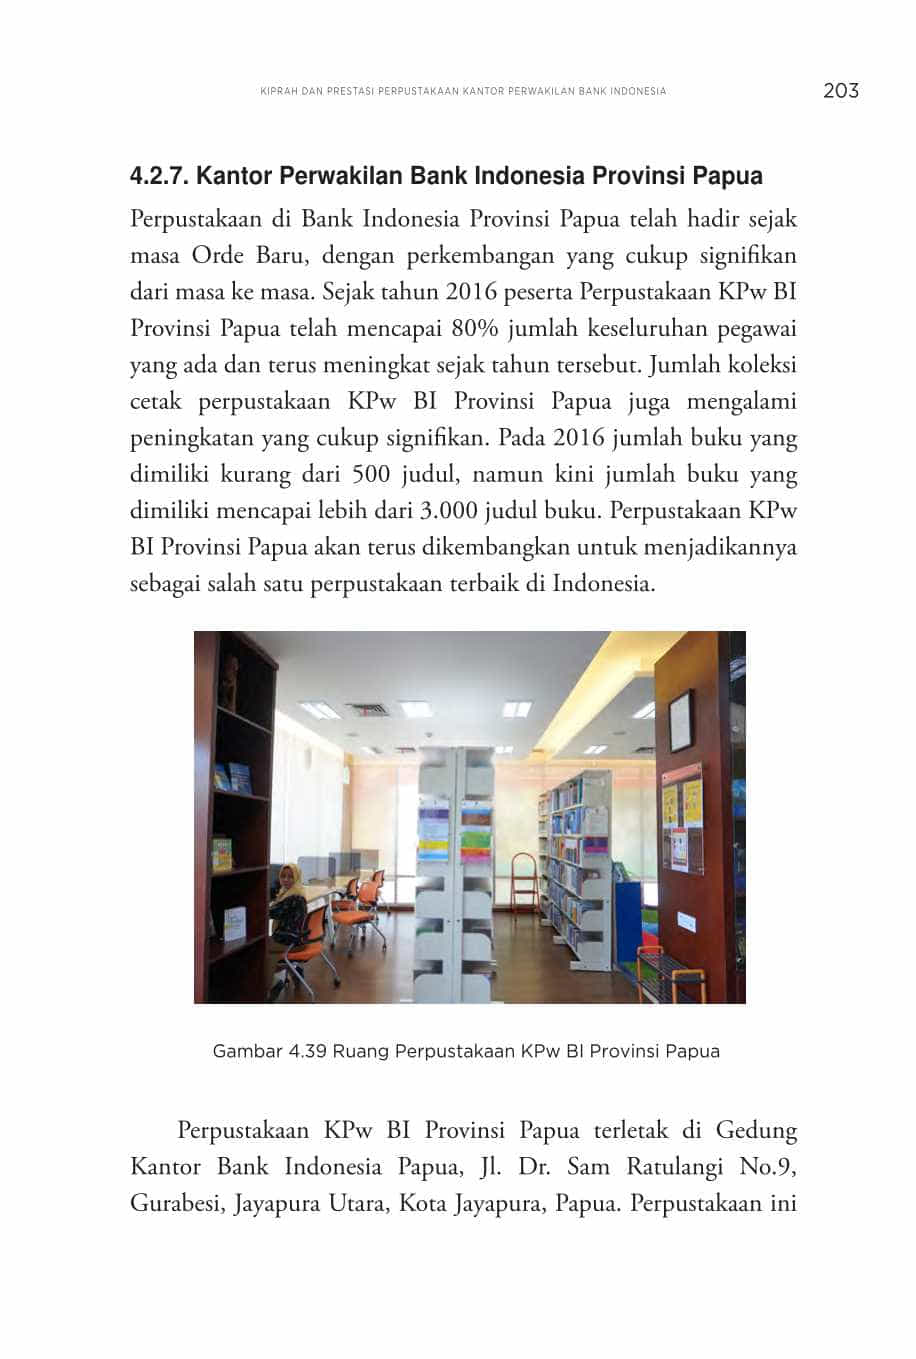 KIPRAH DAN PRESTASI PERPUSTAKAAN KANTOR PERWAKILAN BANK INDONESIA
203
4.2.7. Kantor Perwakilan Bank Indonesia Provinsi Papua
Perpustakaan di Bank Indonesia Provinsi Papua telah hadir sejak
masa Orde Baru, dengan perkembangan yang cukup signifikan
dari masa ke masa. Sejak tahun 2016 peserta Perpustakaan KPw BI
Provinsi Papua telah mencapai 80% jumlah keseluruhan pegawai
yang ada dan terus meningkat sejak tahun tersebut. Jumlah koleksi
cetak perpustakaan KPw BI Provinsi Papua juga mengalami
peningkatan yang cukup signifikan. Pada 2016 jumlah buku yang
dimiliki kurang dari 500 judul, namun kini jumlah buku yang
dimiliki mencapai lebih dari 3.000 judul buku. Perpustakaan KPw
BI Provinsi Papua akan terus dikembangkan untuk menjadikannya
sebagai salah satu perpustakaan terbaik di Indonesia.
Gambar 4.39 Ruang Perpustakaan KPw BI Provinsi Papua
Perpustakaan KPw BI Provinsi Papua terletak di Gedung
Kantor Bank Indonesia Papua, Jl. Dr. Sam Ratulangi No.9,
Gurabesi, Jayapura Utara, Kota Jayapura, Papua. Perpustakaan ini